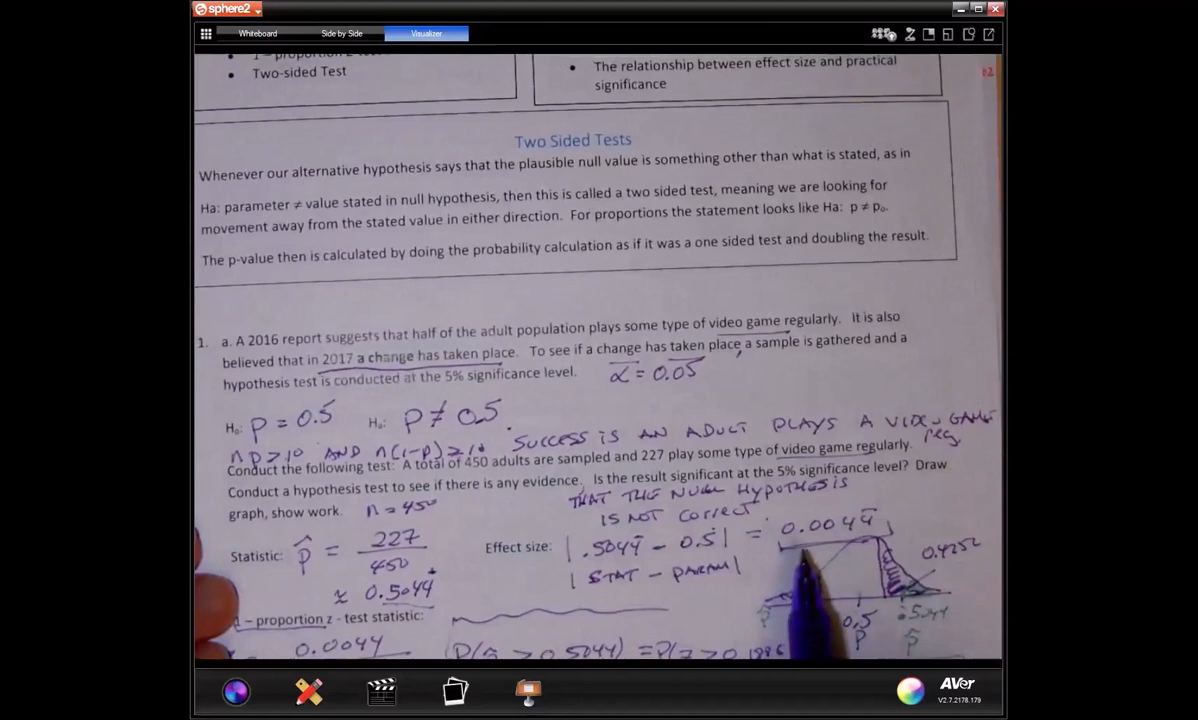 sphere2
Whiteboard
Side by Side
Visualizer
1 – proportion z
Two-sided Test
The relationship between effect size and practical
significance
Two Sided Tests
Whenever our alternative hypothesis says that the plausible null value is something other than what is stated, as in
Ha: parameter ≠ value stated in null hypothesis, then this is called a two sided test, meaning we are looking for
movement away from the stated value in either direction. For proportions the statement looks like Ha: p ≠ p₀.
The p-value then is calculated by doing the probability calculation as if it was a one sided test and doubling the result.
1. a. A 2016 report suggests that half of the adult population plays some type of video game regularly. It is also
believed that in 2017 a change has taken place. To see if a change has taken place, a sample is gathered and a
hypothesis test is conducted at the 5% significance level. α = 0.05
H₀: p = 0.5 Hₐ: p ≠ 0.5
np ≥ 10 AND n(1-p) ≥ 10 SUCCESS IS AN ADULT PLAYS A VIDEO GAME
reg
Conduct the following test: A total of 450 adults are sampled and 227 play some type of video game regularly.
Conduct a hypothesis test to see if there is any evidence. Is the result significant at the 5% significance level? Draw
THAT THE NULL HYPOTHESIS
graph, show work. n = 450
IS NOT CORRECT
Statistic: p̂ = 227/450
≈ 0.5044
Effect size: |.5044 - 0.5| = 0.0044
|STAT - PARAM|
0.4252
0.5
p
.5044
p̂
1 – proportion z - test statistic:
0.0044
P(p̂ > 0.5044) = P(z > 0.1886
AVer
V2.7.2178.179